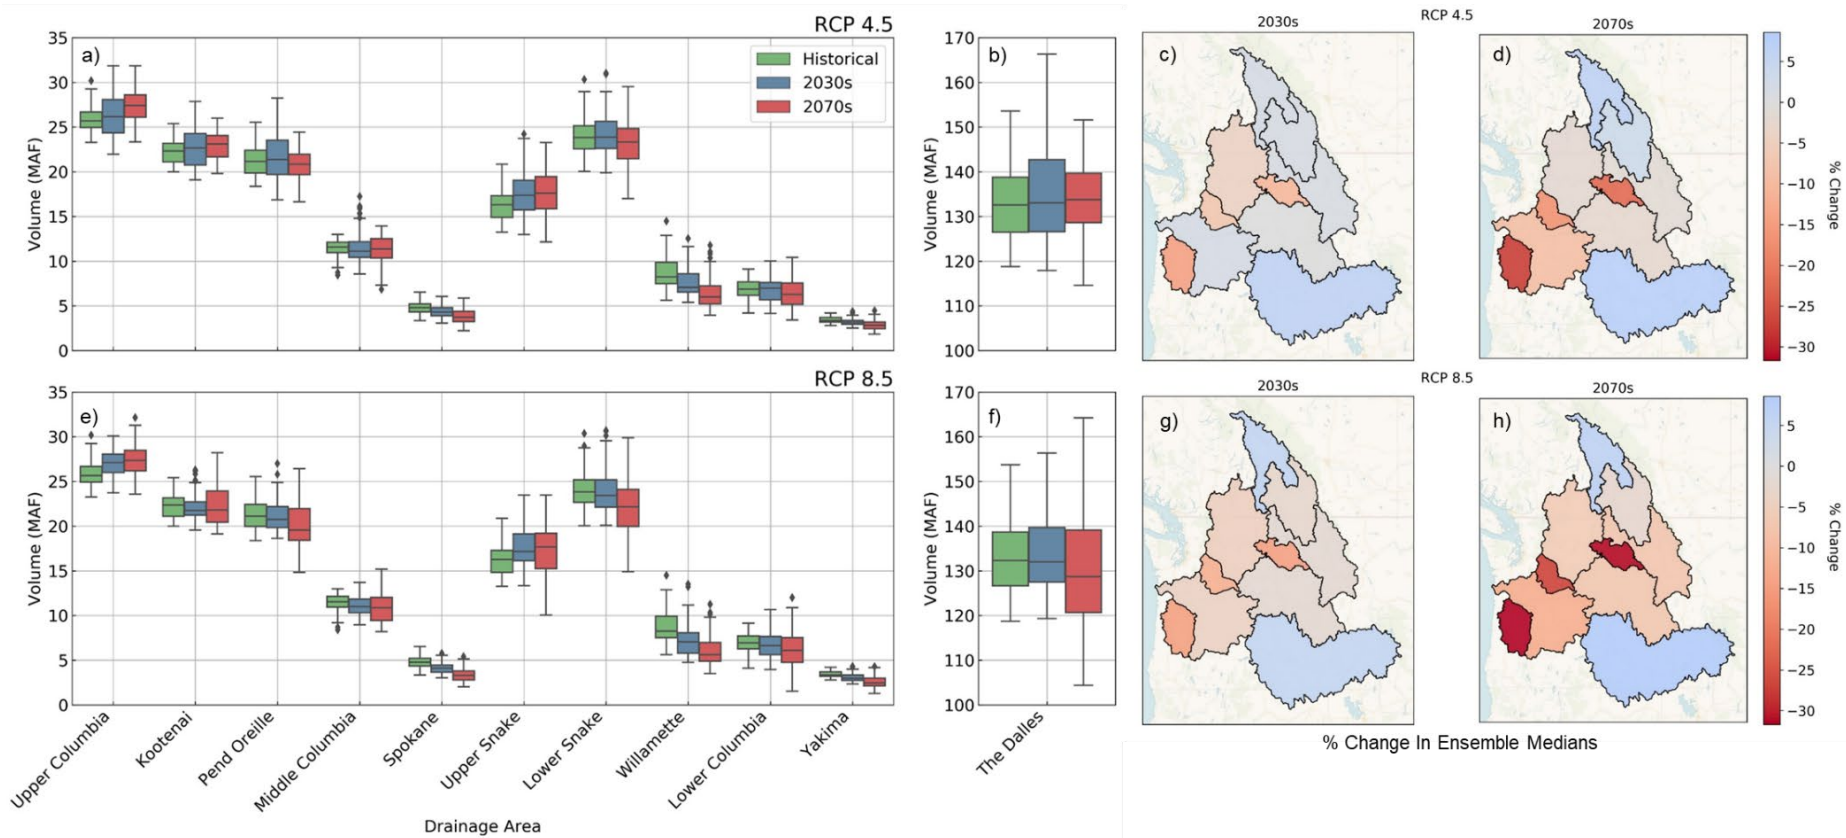 RCP 4.5
a)
Historical
2030s
2070s
35
30
25
20
15
10
5
0
Volume (MAF)
b)
170
160
150
140
130
120
110
100
Volume (MAF)
RCP 4.5
2030s
2070s
c)
d)
5
0
−5
−10
−15
−20
−25
−30
% Change
RCP 8.5
e)
35
30
25
20
15
10
5
0
Volume (MAF)
Upper Columbia
Kootenai
Pend Oreille
Middle Columbia
Spokane
Upper Snake
Lower Snake
Willamette
Lower Columbia
Yakima
Drainage Area
f)
170
160
150
140
130
120
110
100
Volume (MAF)
The Dalles
RCP 8.5
2030s
2070s
g)
h)
5
0
−5
−10
−15
−20
−25
−30
% Change
% Change In Ensemble Medians